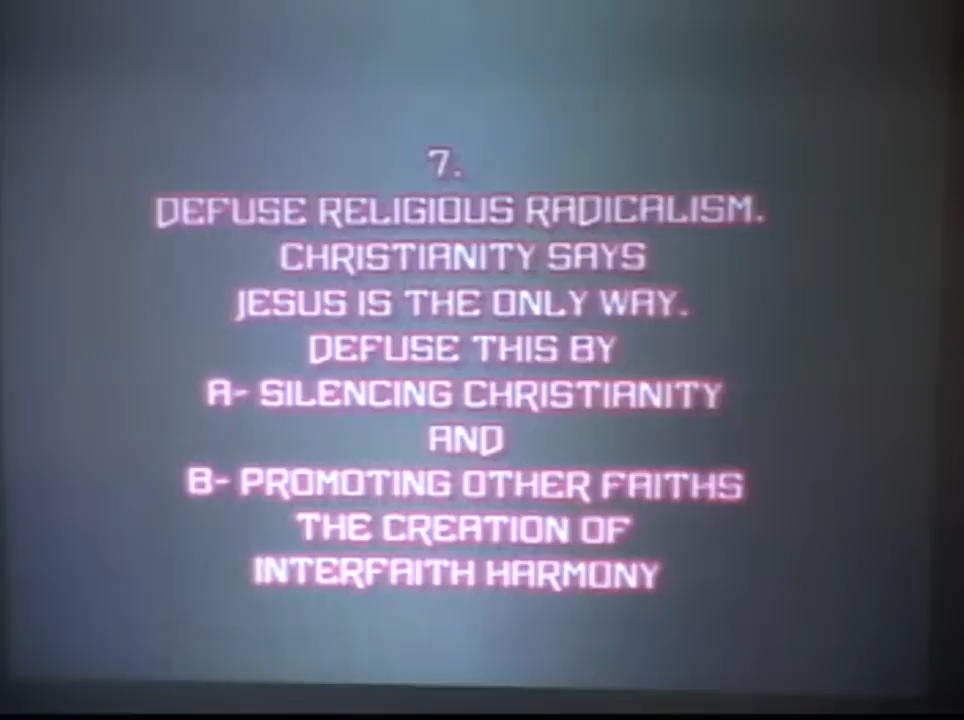 7.
DEFUSE RELIGIOUS RADICALISM.
CHRISTIANITY SAYS
JESUS IS THE ONLY WAY.
DEFUSE THIS BY
A- SILENCING CHRISTIANITY
AND
B- PROMOTING OTHER FAITHS
THE CREATION OF
INTERFAITH HARMONY